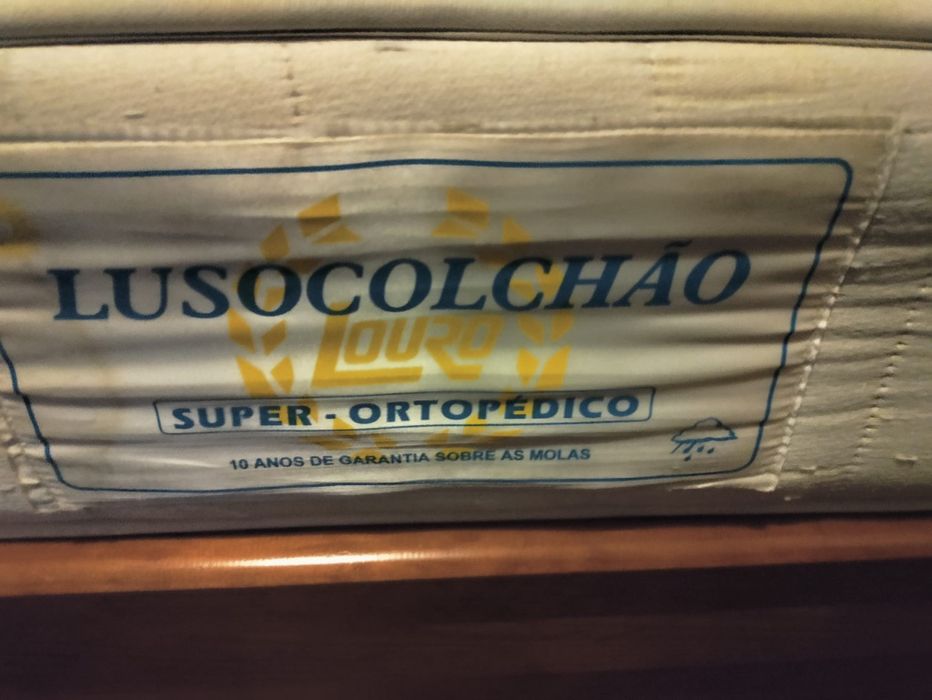 LUSOCOLCHÃO
LOURO
SUPER - ORTOPÉDICO
10 ANOS DE GARANTIA SOBRE AS MOLAS